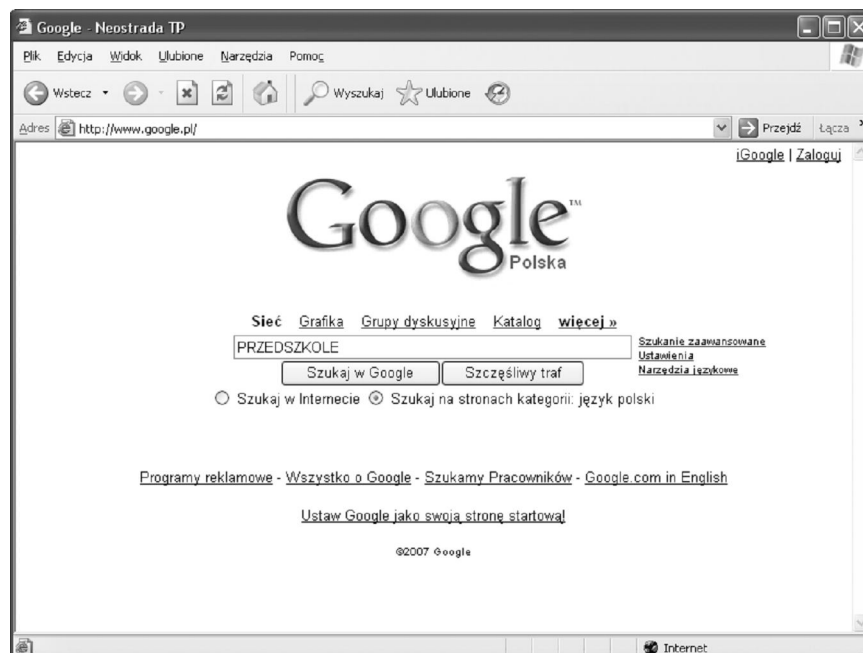 Google - Neostrada TP
Plik Edycja Widok Ulubione Narzędzia Pomoc
Wstecz Wyszukaj Ulubione
Adres http://www.google.pl/ Przejdź Łącza »
iGoogle | Zaloguj
Google™
Polska
Sieć Grafika Grupy dyskusyjne Katalog więcej »
PRZEDSZKOLE
Szukanie zaawansowane
Ustawienia
Narzędzia językowe
Szukaj w Google Szczęśliwy traf
Szukaj w Internecie Szukaj na stronach kategorii: język polski
Programy reklamowe - Wszystko o Google - Szukamy Pracowników - Google.com in English
Ustaw Google jako swoją stronę startową!
©2007 Google
Internet